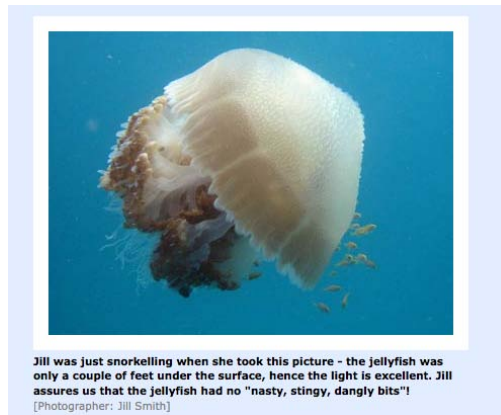 Jill was just snorkelling when she took this picture - the jellyfish was
only a couple of feet under the surface, hence the light is excellent. Jill
assures us that the jellyfish had no "nasty, stingy, dangly bits"!
[Photographer: Jill Smith]